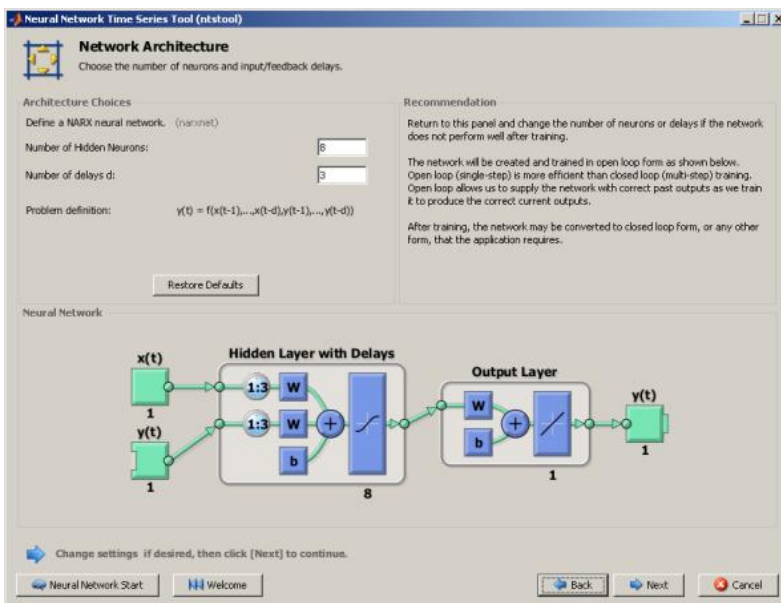 Neural Network Time Series Tool (ntstool)
Network Architecture
Choose the number of neurons and input/feedback delays.
Architecture Choices
Define a NARX neural network. (narxnet)
Number of Hidden Neurons:
8
Number of delays d:
3
Problem definition:
y(t) = f(x(t-1),...,x(t-d),y(t-1),...,y(t-d))
Restore Defaults
Recommendation
Return to this panel and change the number of neurons or delays if the network
does not perform well after training.
The network will be created and trained in open loop form as shown below.
Open loop (single-step) is more efficient than closed loop (multi-step) training.
Open loop allows us to supply the network with correct past outputs as we train
it to produce the correct current outputs.
After training, the network may be converted to closed loop form, or any other
form, that the application requires.
Neural Network
x(t)
1
y(t)
1
Hidden Layer with Delays
1:3
W
1:3
W
b
+
8
Output Layer
W
b
+
1
y(t)
1
Change settings if desired, then click [Next] to continue.
Neural Network Start
Welcome
Back
Next
Cancel